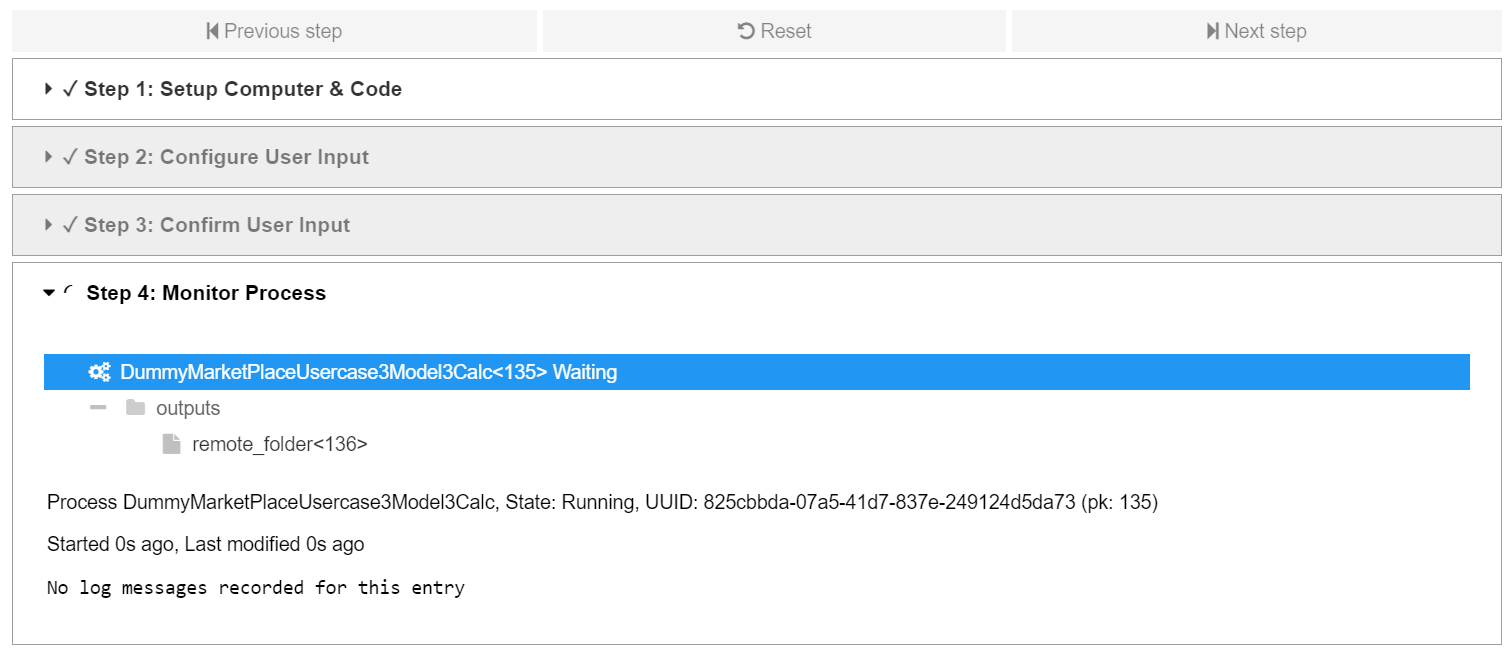 Previous step
Reset
Next step
✓ Step 1: Setup Computer & Code
✓ Step 2: Configure User Input
✓ Step 3: Confirm User Input
Step 4: Monitor Process
DummyMarketPlaceUsercase3Model3Calc<135> Waiting
outputs
remote_folder<136>
Process DummyMarketPlaceUsercase3Model3Calc, State: Running, UUID: 825cbbda-07a5-41d7-837e-249124d5da73 (pk: 135)
Started 0s ago, Last modified 0s ago
No log messages recorded for this entry